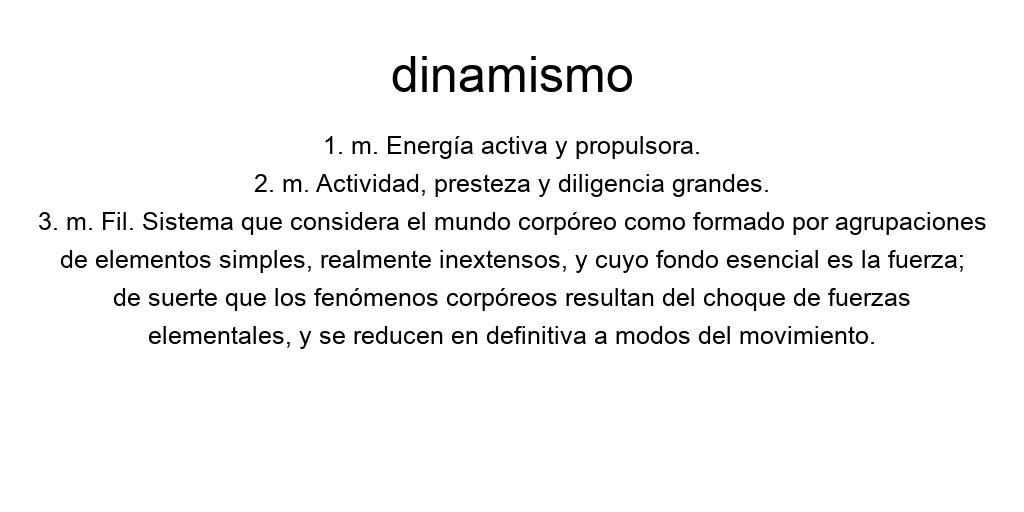 dinamismo
1. m. Energía activa y propulsora.
2. m. Actividad, presteza y diligencia grandes.
3. m. Fil. Sistema que considera el mundo corpóreo como formado por agrupaciones
de elementos simples, realmente inextensos, y cuyo fondo esencial es la fuerza;
de suerte que los fenómenos corpóreos resultan del choque de fuerzas
elementales, y se reducen en definitiva a modos del movimiento.